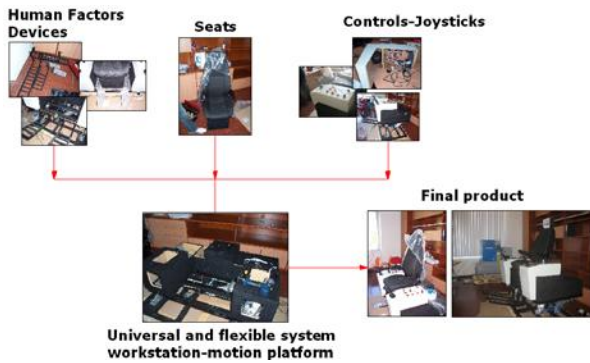 Human Factors
Devices
Seats
Controls-Joysticks
Final product
Universal and flexible system
workstation-motion platform